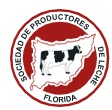 SOCIEDAD DE PRODUCTORES
DE LECHE
FLORIDA